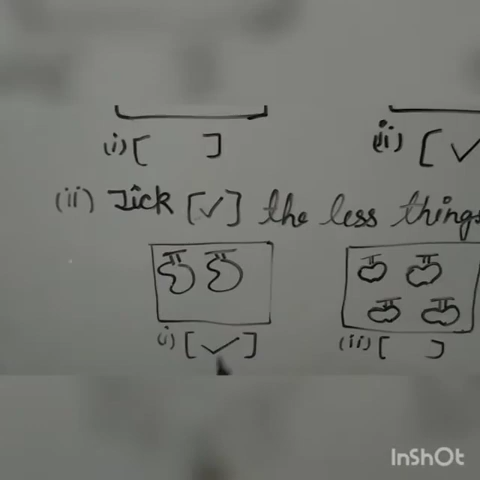 (i) [ ] (ii) [✓
(ii) Tick [✓] the less things
(i) [✓] (ii) [ ]
InShOt